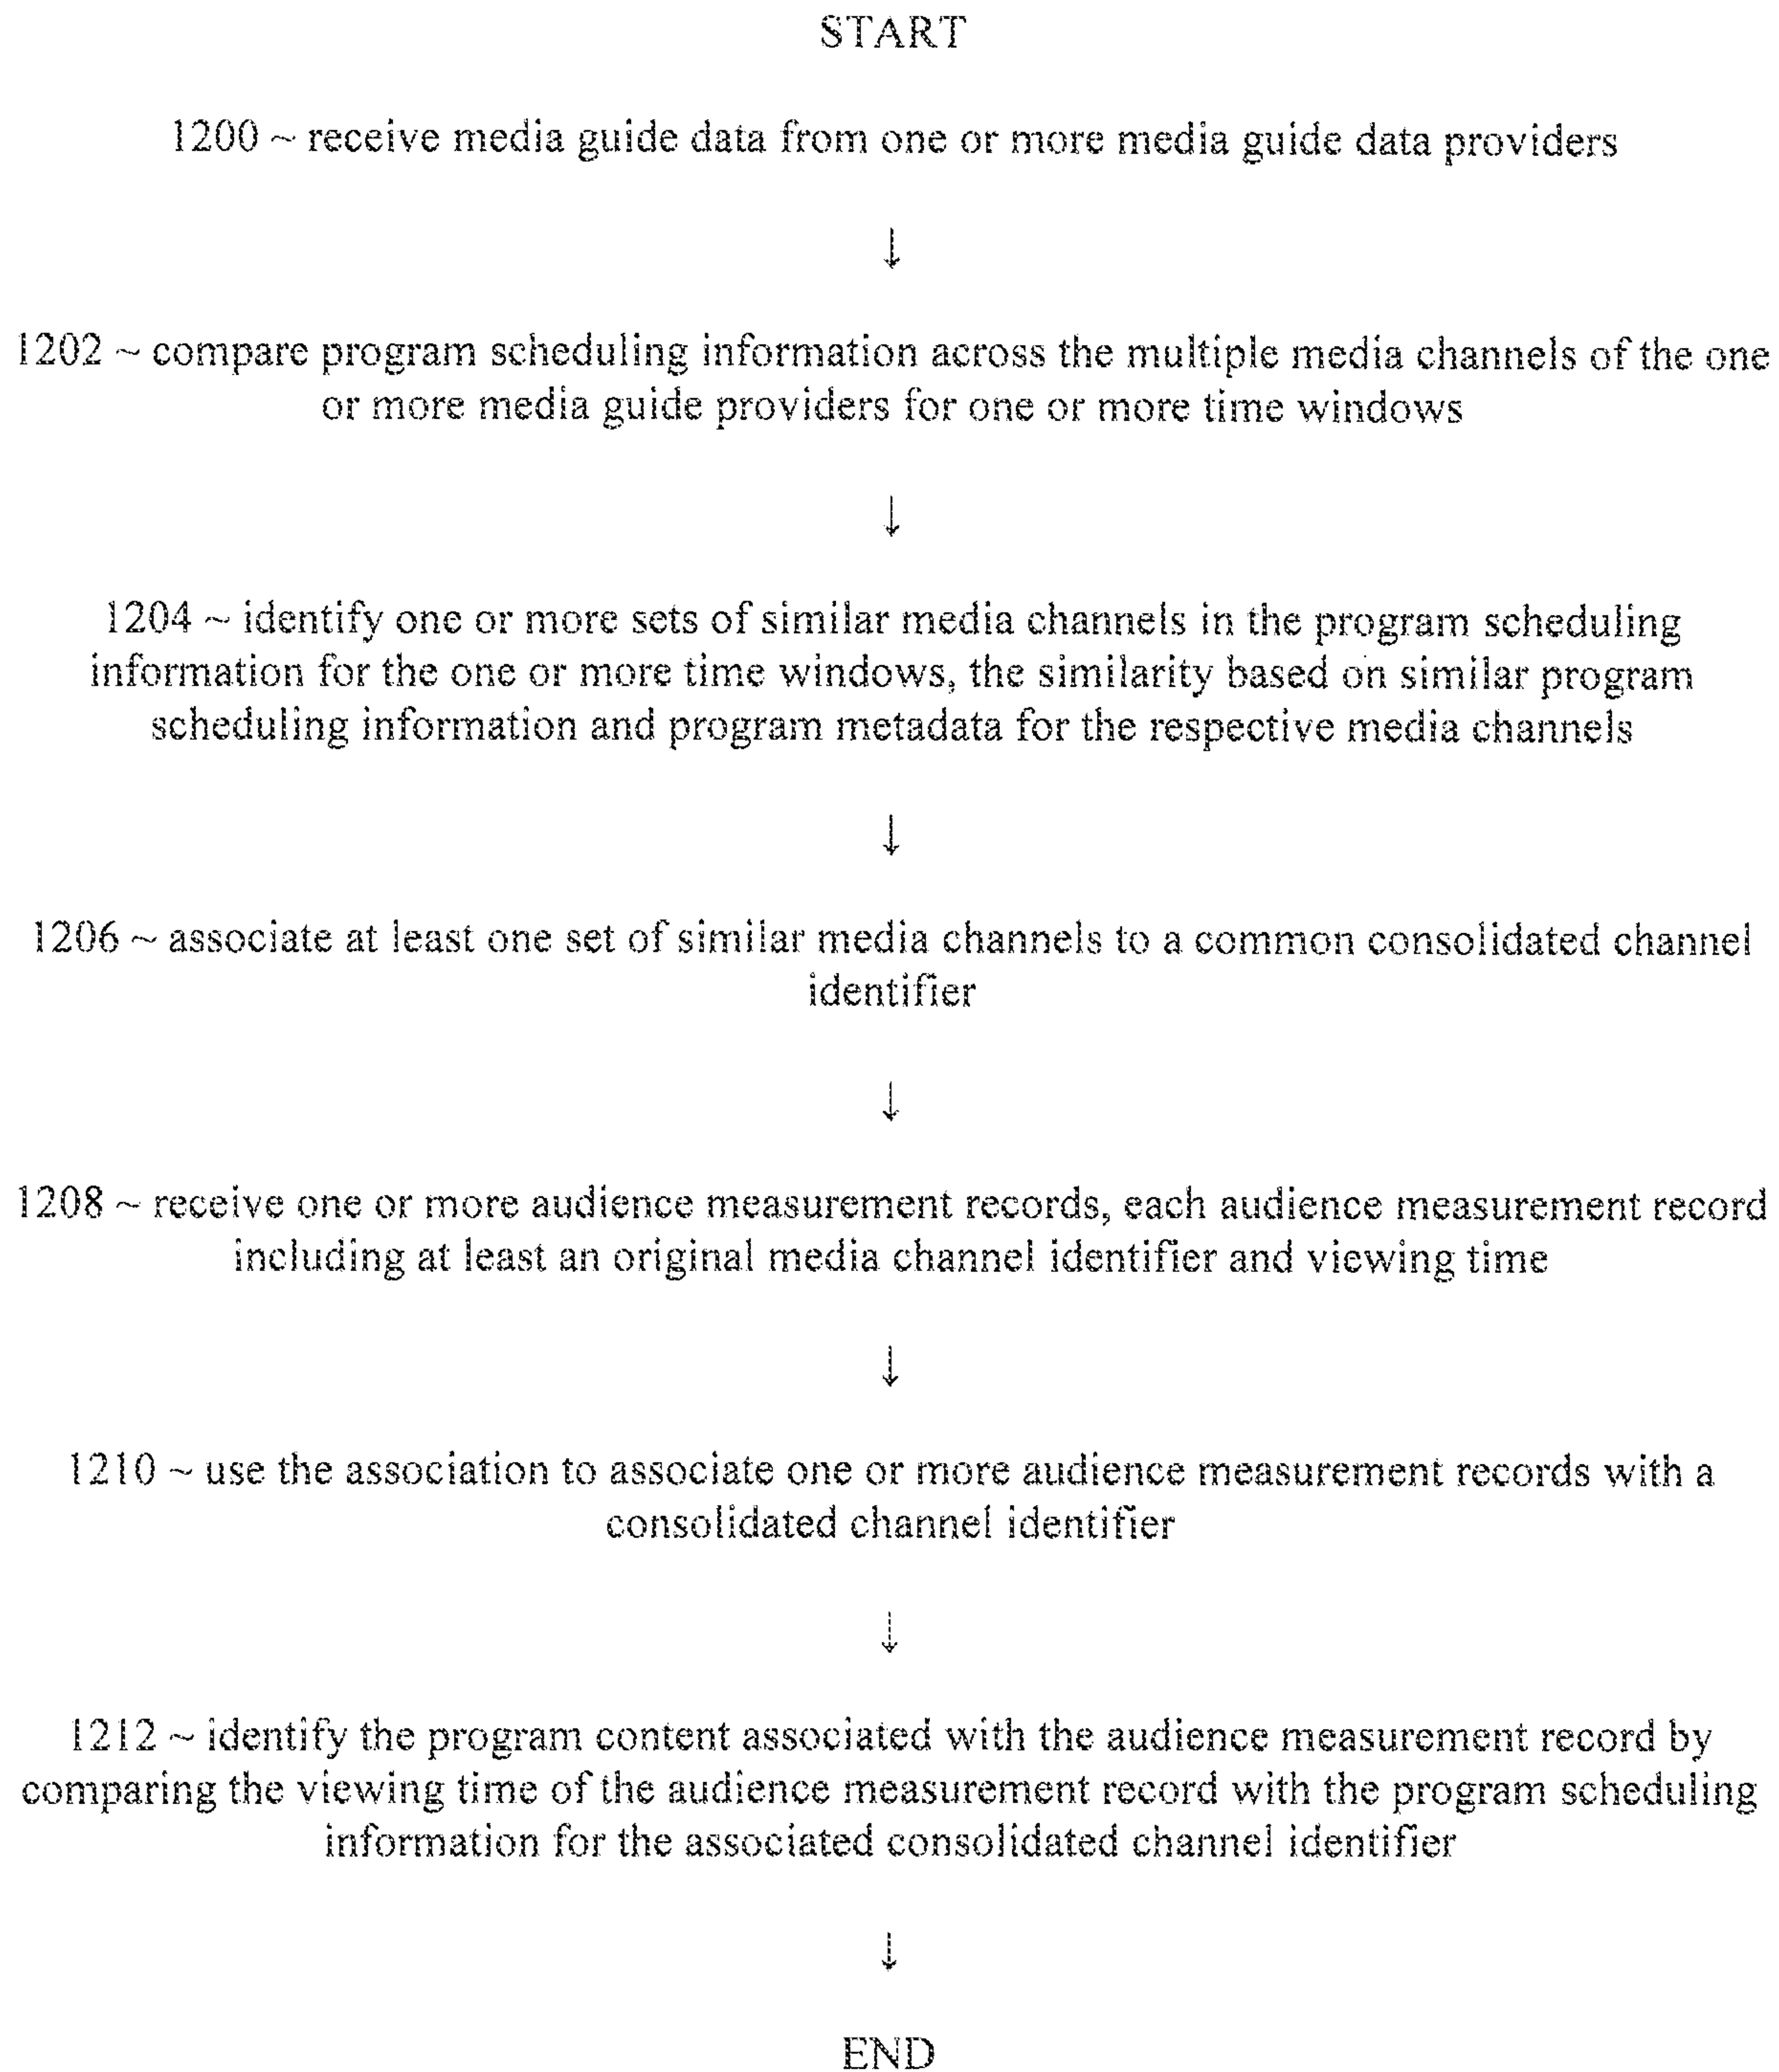 START
1200 ~ receive media guide data from one or more media guide data providers
↓
1202 ~ compare program scheduling information across the multiple media channels of the one
or more media guide providers for one or more time windows
↓
1204 ~ identify one or more sets of similar media channels in the program scheduling
information for the one or more time windows, the similarity based on similar program
scheduling information and program metadata for the respective media channels
↓
1206 ~ associate at least one set of similar media channels to a common consolidated channel
identifier
↓
1208 ~ receive one or more audience measurement records, each audience measurement record
including at least an original media channel identifier and viewing time
↓
1210 ~ use the association to associate one or more audience measurement records with a
consolidated channel identifier
↓
1212 ~ identify the program content associated with the audience measurement record by
comparing the viewing time of the audience measurement record with the program scheduling
information for the associated consolidated channel identifier
↓
END